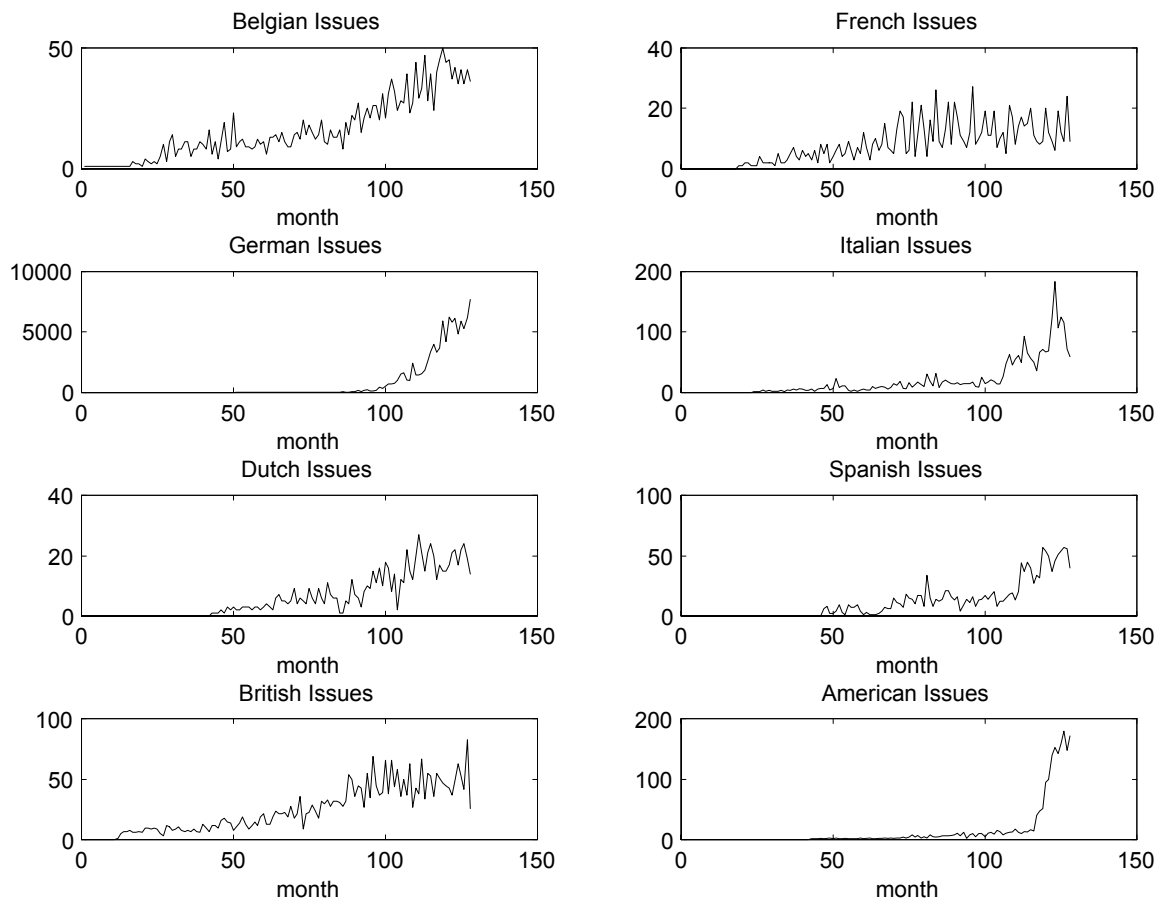 Belgian Issues
50
0
0 50 100 150
month
French Issues
40
20
0
0 50 100 150
month
German Issues
10000
5000
0
0 50 100 150
month
Italian Issues
200
100
0
0 50 100 150
month
Dutch Issues
40
20
0
0 50 100 150
month
Spanish Issues
100
50
0
0 50 100 150
month
British Issues
100
50
0
0 50 100 150
month
American Issues
200
100
0
0 50 100 150
month